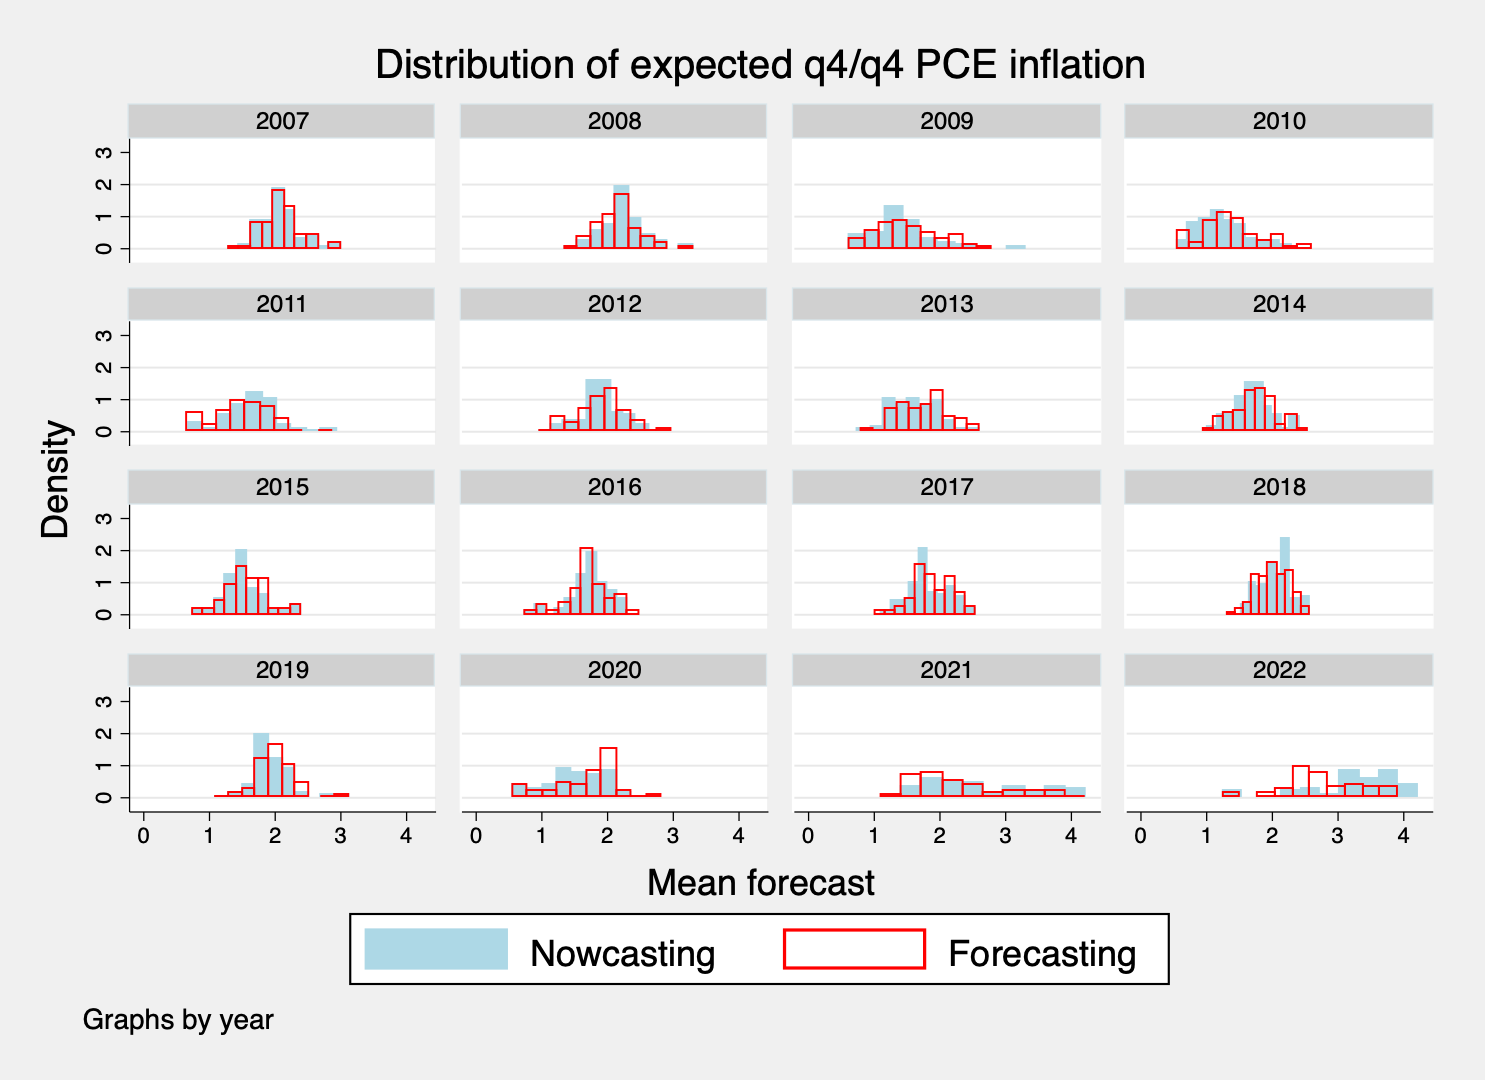 Distribution of expected q4/q4 PCE inflation
2007 2008 2009 2010
3
2
1
0
2011 2012 2013 2014
3
2
1
0
2015 2016 2017 2018
3
2
1
0
2019 2020 2021 2022
3
2
1
0
0 1 2 3 4 0 1 2 3 4 0 1 2 3 4 0 1 2 3 4
Density
Mean forecast
Nowcasting Forecasting
Graphs by year